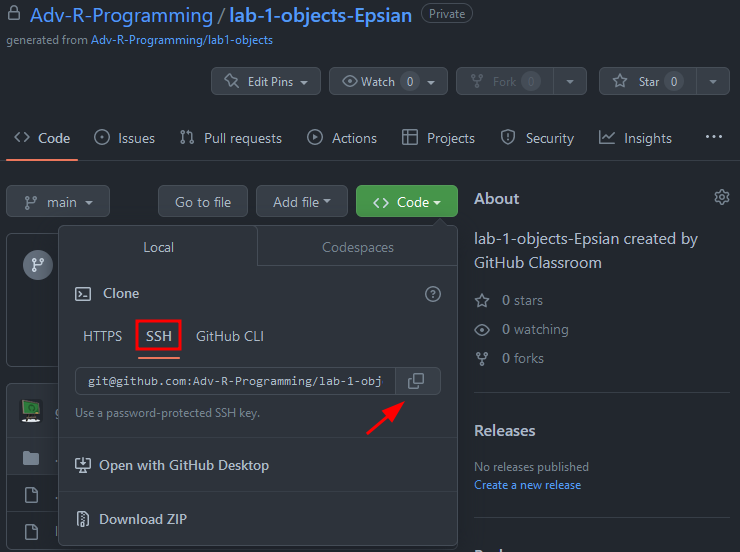 Adv-R-Programming / lab-1-objects-Epsian Private
generated from Adv-R-Programming/lab1-objects
Edit Pins Watch 0 Fork 0 Star 0
Code Issues Pull requests Actions Projects Security Insights
main Go to file Add file Code
About
Local Codespaces
lab-1-objects-Epsian created by
GitHub Classroom
Clone
0 stars
HTTPS SSH GitHub CLI
0 watching
0 forks
git@github.com:Adv-R-Programming/lab-1-obj
Use a password-protected SSH key.
Releases
Open with GitHub Desktop
No releases published
Create a new release
Download ZIP